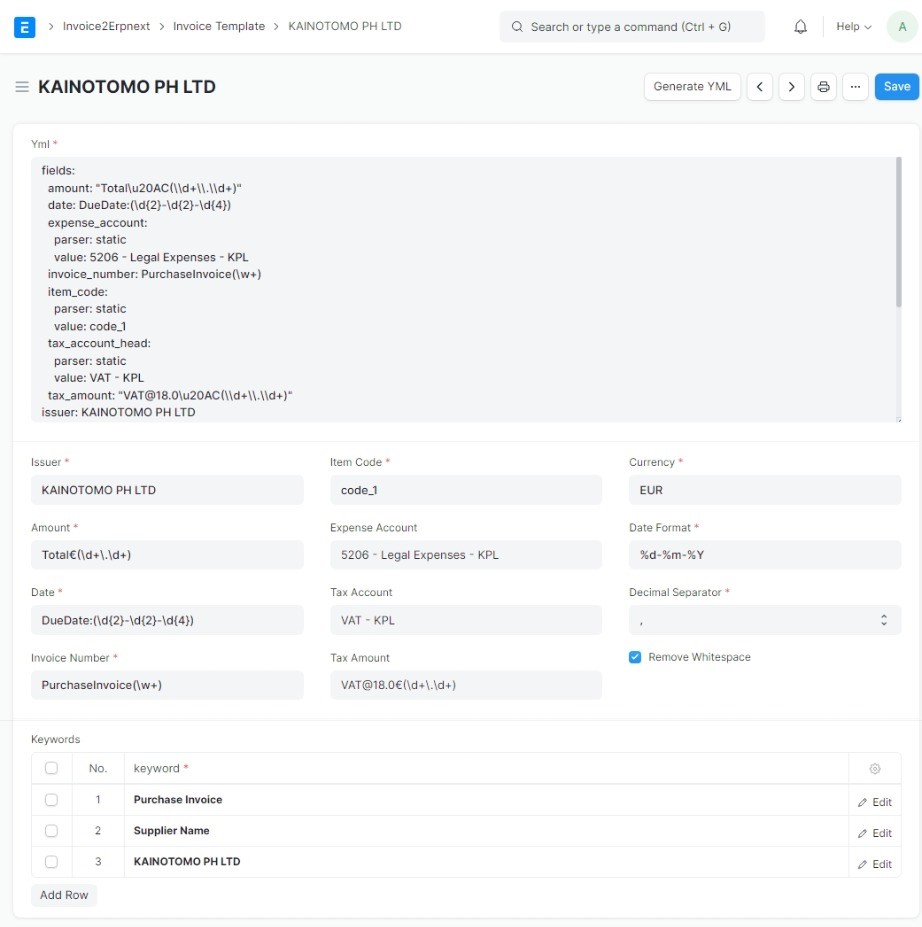 E > Invoice2Erpnext > Invoice Template > KAINOTOMO PH LTD Search or type a command (Ctrl + G) Help A
KAINOTOMO PH LTD Generate YML < > ... Save
Yml *
fields:
amount: "Total\u20AC(\\d+\\.\\d+)"
date: DueDate:(\d{2}-\d{2}-\d{4})
expense_account:
parser: static
value: 5206 - Legal Expenses - KPL
invoice_number: PurchaseInvoice(\w+)
item_code:
parser: static
value: code_1
tax_account_head:
parser: static
value: VAT - KPL
tax_amount: "VAT@18.0\u20AC(\\d+\\.\\d+)"
issuer: KAINOTOMO PH LTD
Issuer * Item Code * Currency *
KAINOTOMO PH LTD code_1 EUR
Amount * Expense Account Date Format *
Total€(\d+\.\d+) 5206 - Legal Expenses - KPL %d-%m-%Y
Date * Tax Account Decimal Separator *
DueDate:(\d{2}-\d{2}-\d{4}) VAT - KPL ,
Invoice Number * Tax Amount Remove Whitespace
PurchaseInvoice(\w+) VAT@18.0€(\d+\.\d+)
Keywords
No. keyword *
1 Purchase Invoice Edit
2 Supplier Name Edit
3 KAINOTOMO PH LTD Edit
Add Row